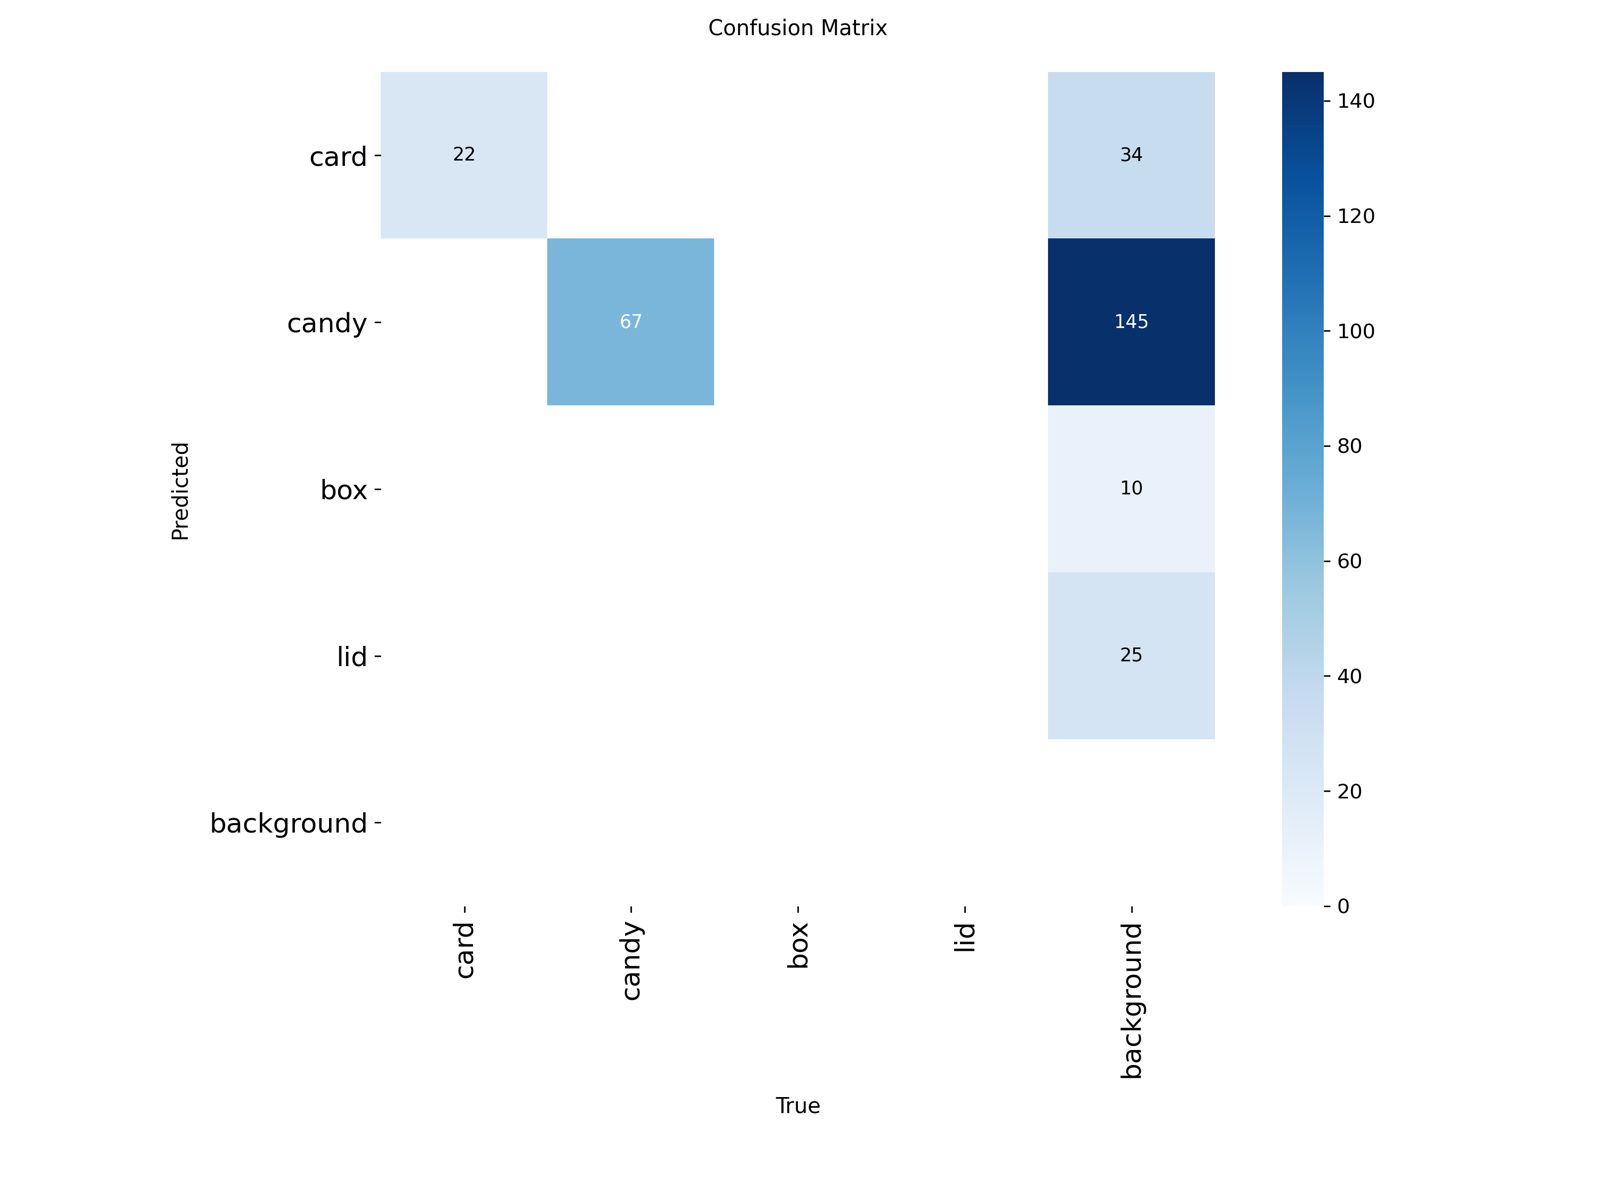 Confusion Matrix
card
22
34
candy
67
145
box
10
lid
25
background
card
candy
box
lid
background
Predicted
True
140
120
100
80
60
40
20
0